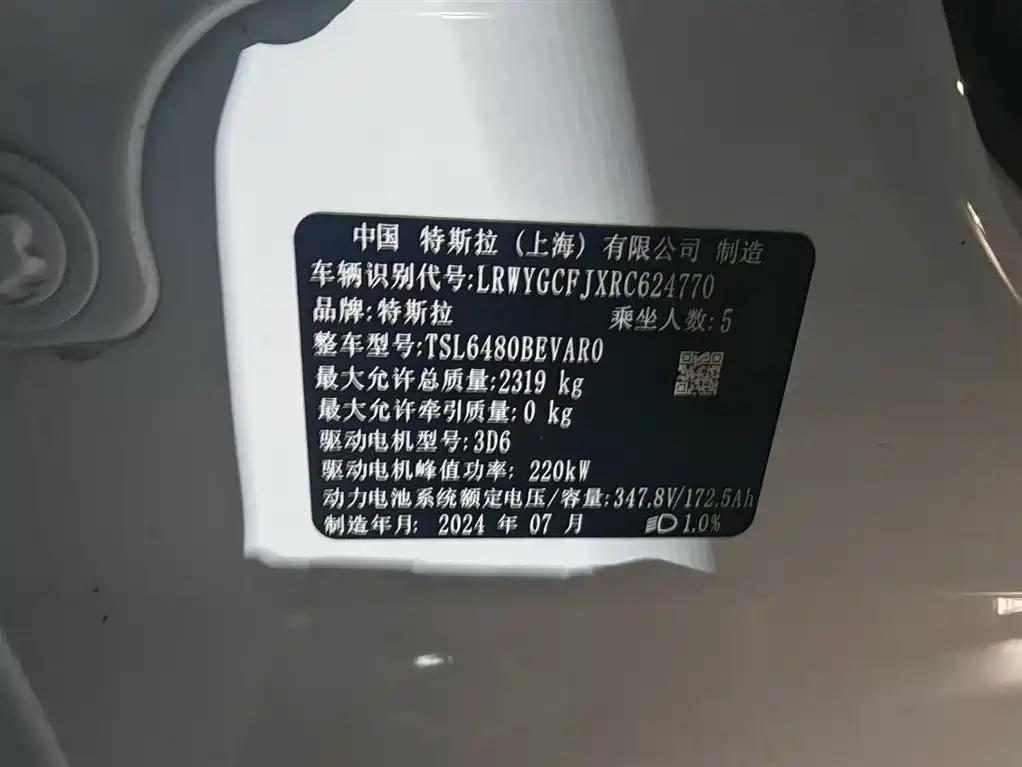 中国 特斯拉 (上海) 有限公司 制造
车辆识别代号:LRWYGCFJXRC624770
品牌:特斯拉 乘坐人数:5
整车型号:TSL6480BEVAR0
最大允许总质量:2319 kg
最大允许牵引质量:0 kg
驱动电机型号:3D6
驱动电机峰值功率: 220kW
动力电池系统额定电压/容量:347.8V/172.5Ah
制造年月: 2024 年 07 月 1.0%